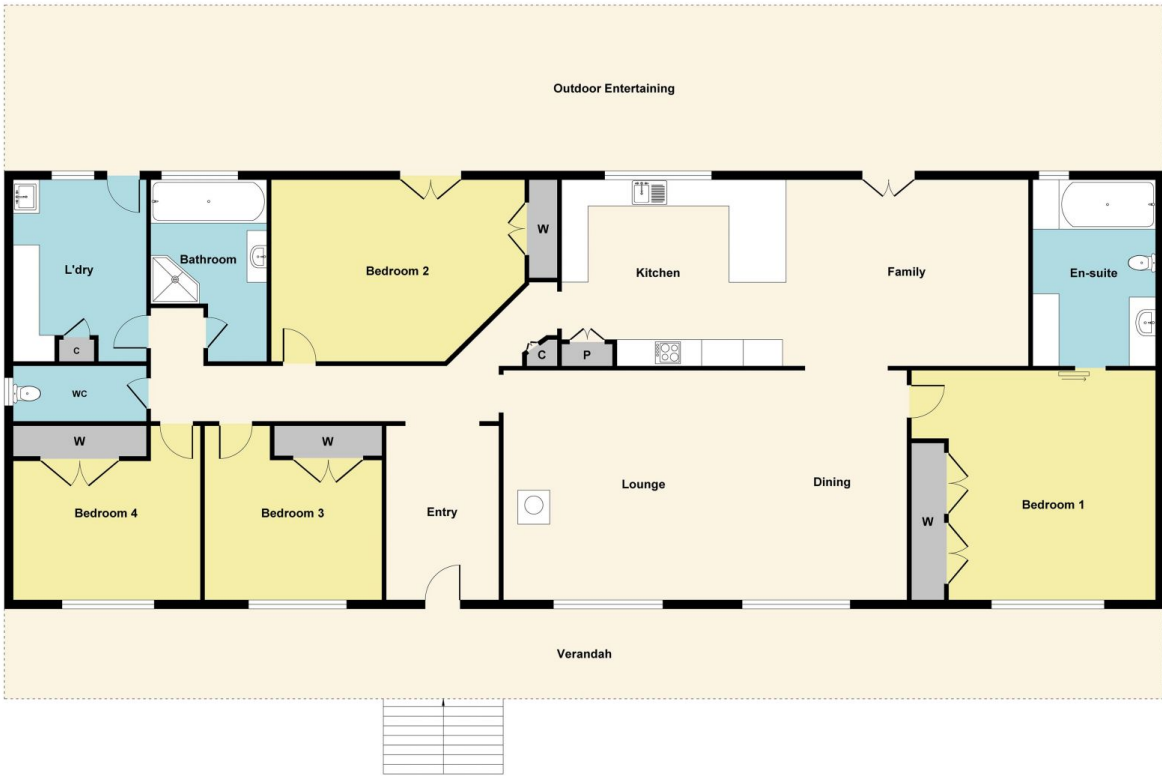 Outdoor Entertaining
L'dry
Bathroom
Bedroom 2
W
Kitchen
Family
En-suite
C
C
P
WC
W
W
Bedroom 4
Bedroom 3
Entry
Lounge
Dining
W
Bedroom 1
Verandah